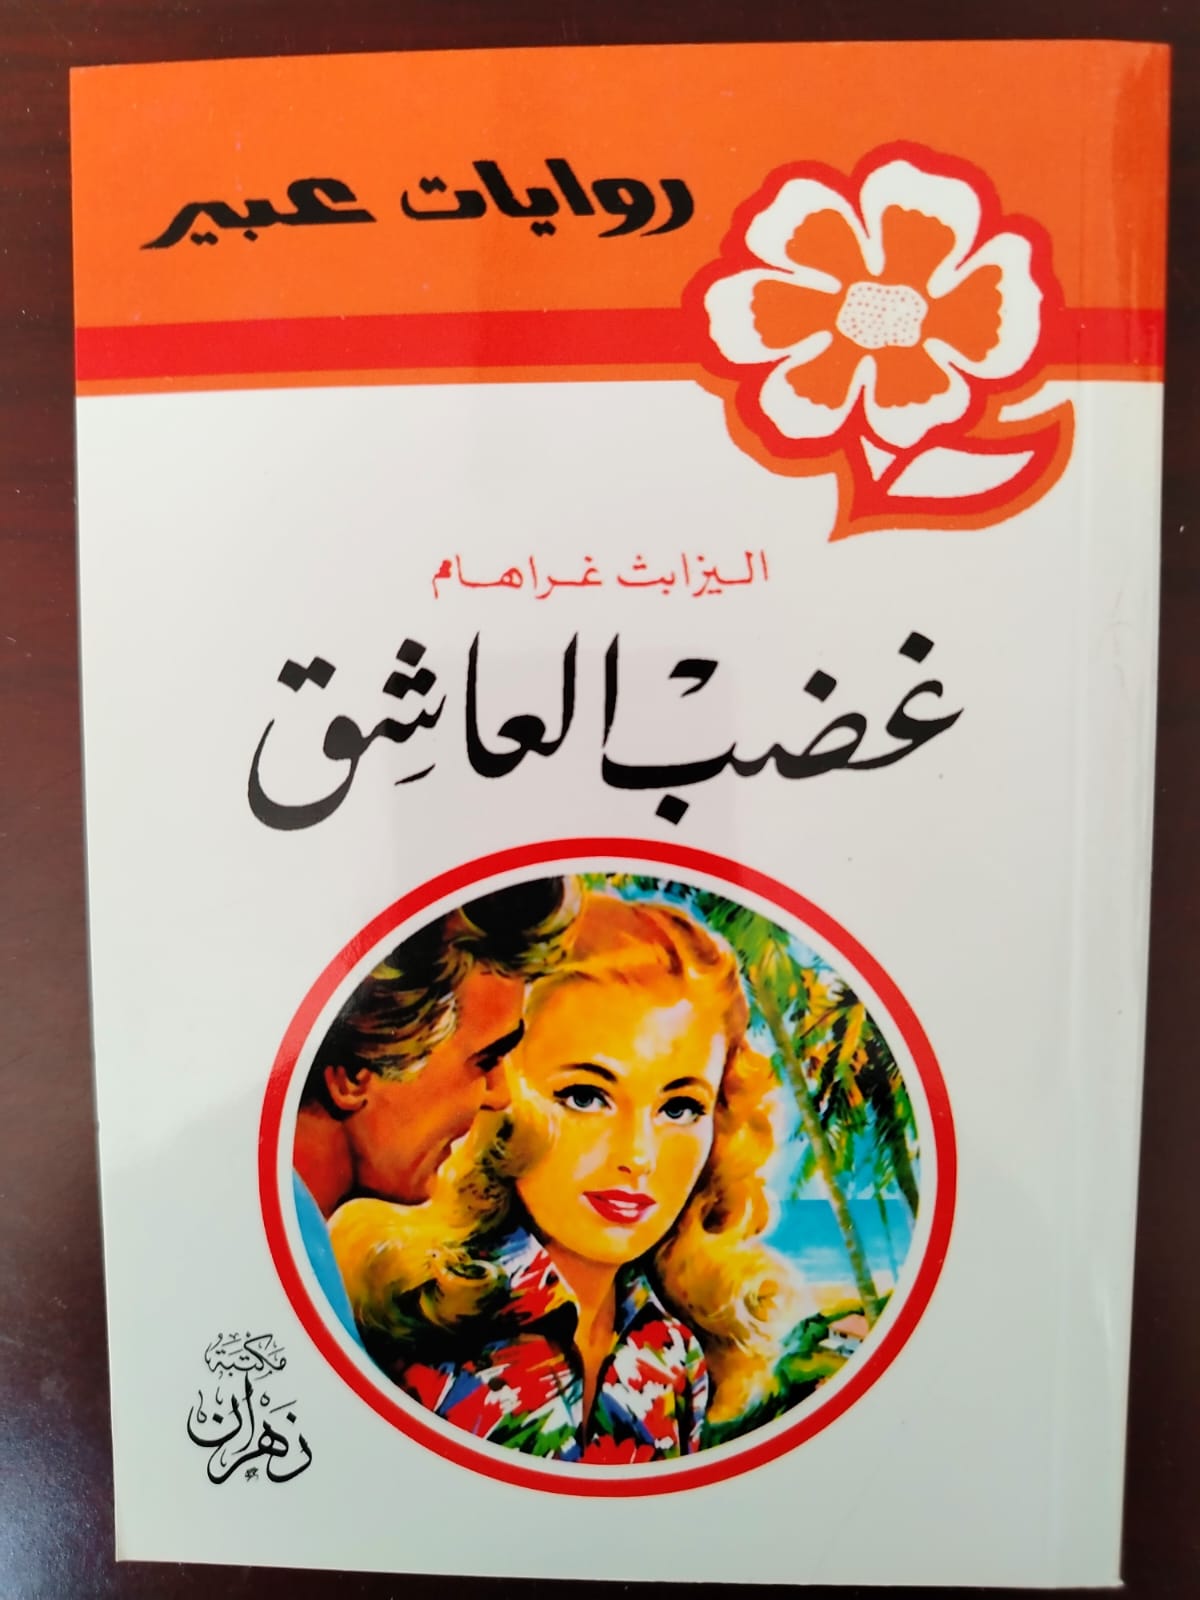 روايات عبير
اليزابث غراهام
غضب العاشق
مكتبة
زهران